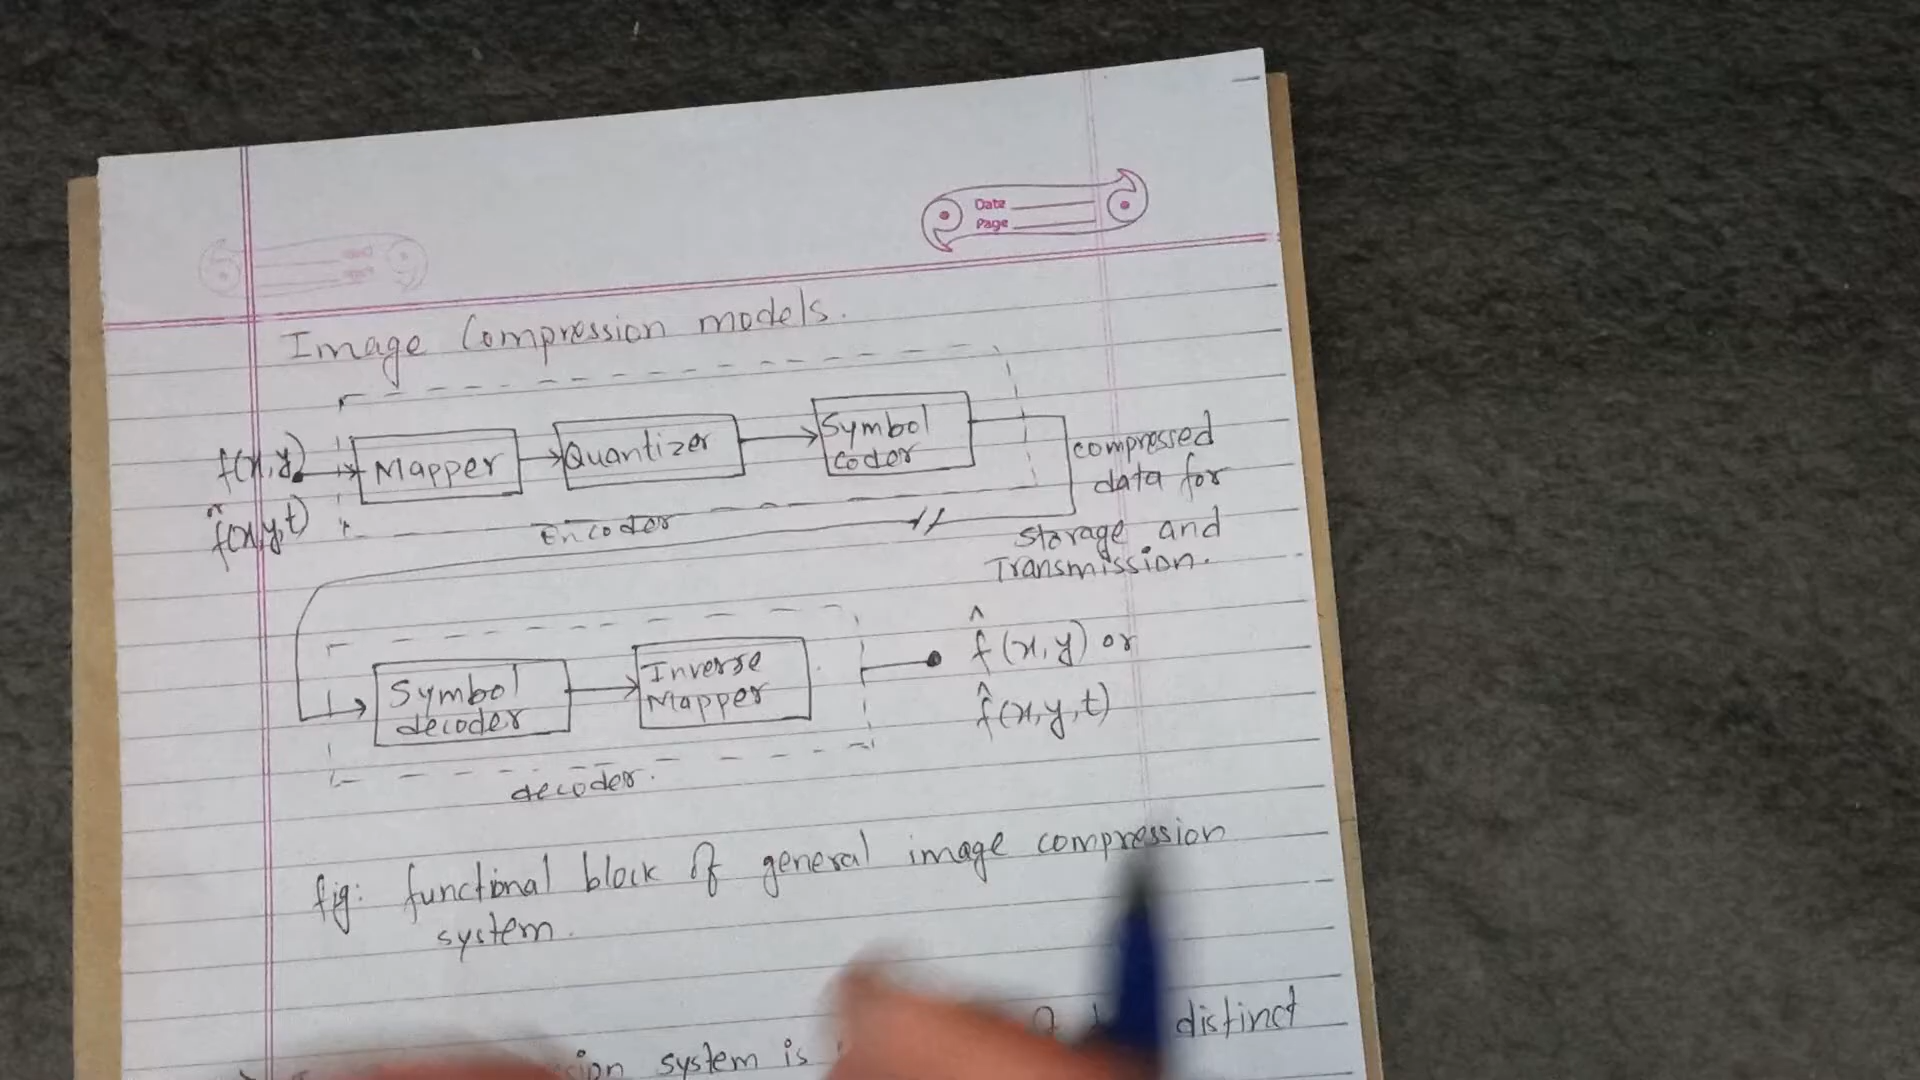 Date
Page
Image Compression models.
f(x,y)
f̂(x,y,t)
Mapper
Quantizer
Symbol
coder
compressed
data for
storage and
Transmission.
Encoder
Symbol
decoder
Inverse
Mapper
f̂(x,y) or
f̂(x,y,t)
decoder.
fig: functional block of general image compression
system.
system is distinct